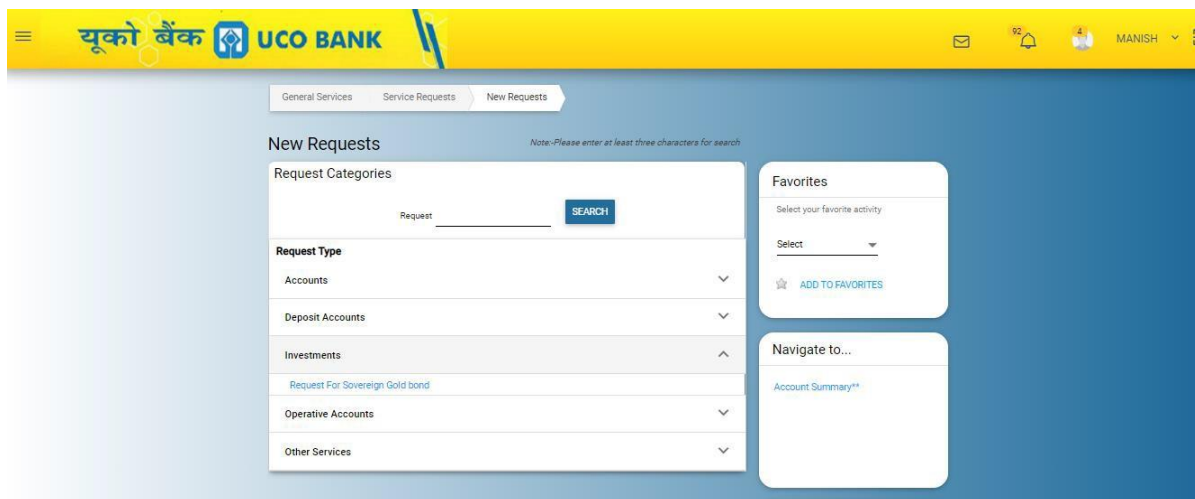 यूको बैंक UCO BANK
92
4
MANISH
General Services Service Requests New Requests
New Requests
Note:-Please enter at least three characters for search
Request Categories
Request SEARCH
Request Type
Accounts
Deposit Accounts
Investments
Request For Sovereign Gold bond
Operative Accounts
Other Services
Favorites
Select your favorite activity
Select
ADD TO FAVORITES
Navigate to...
Account Summary**